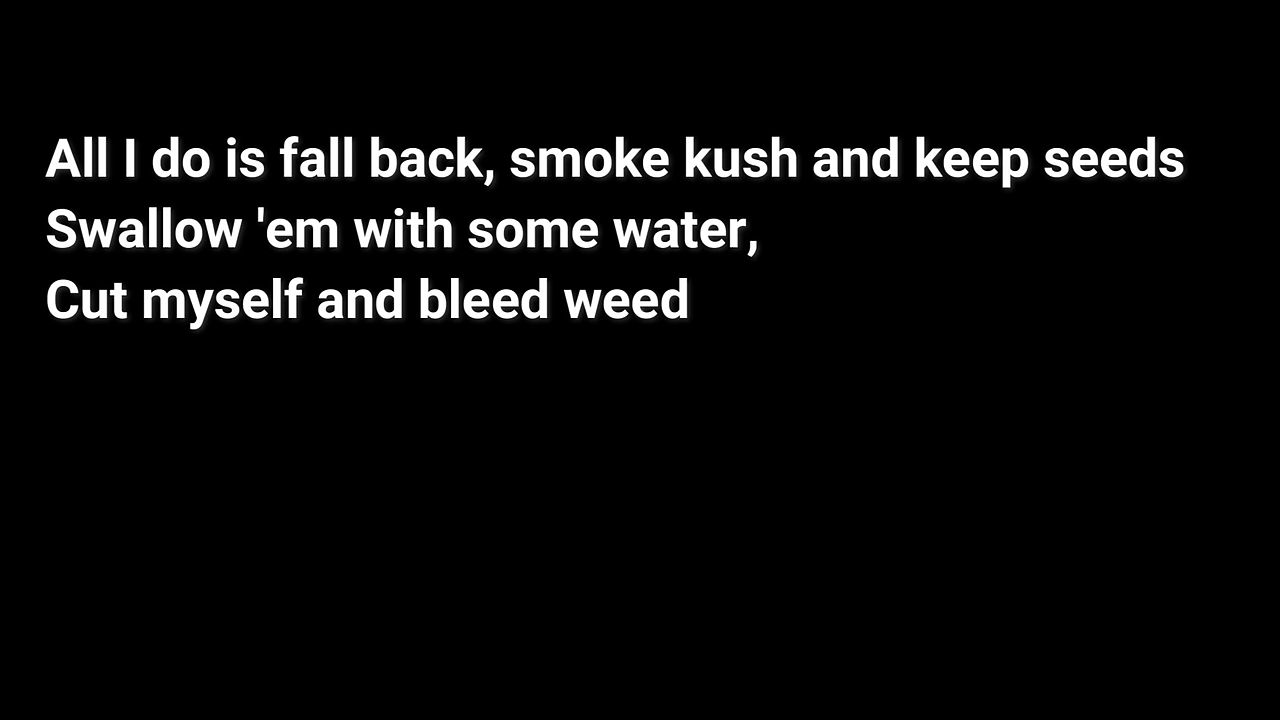 All I do is fall back, smoke kush and keep seeds
Swallow 'em with some water,
Cut myself and bleed weed